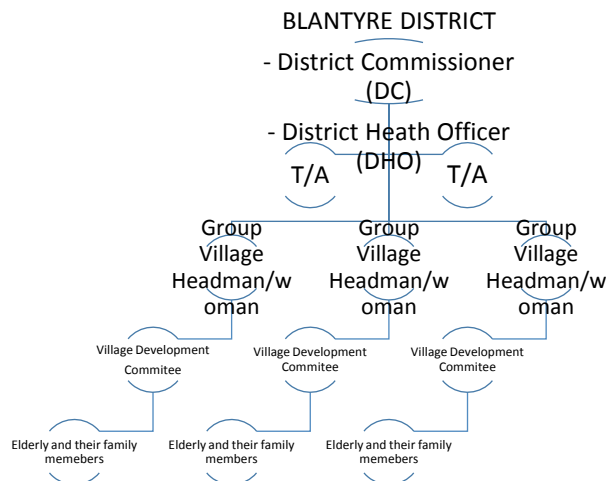 BLANTYRE DISTRICT
- District Commissioner
(DC)
- District Heath Officer
(DHO)
T/A
T/A
Group
Village
Headman/w
oman
Group
Village
Headman/w
oman
Group
Village
Headman/w
oman
Village Development
Commitee
Village Development
Commitee
Village Development
Commitee
Elderly and their family
memebers
Elderly and their family
members
Elderly and their family
memebers